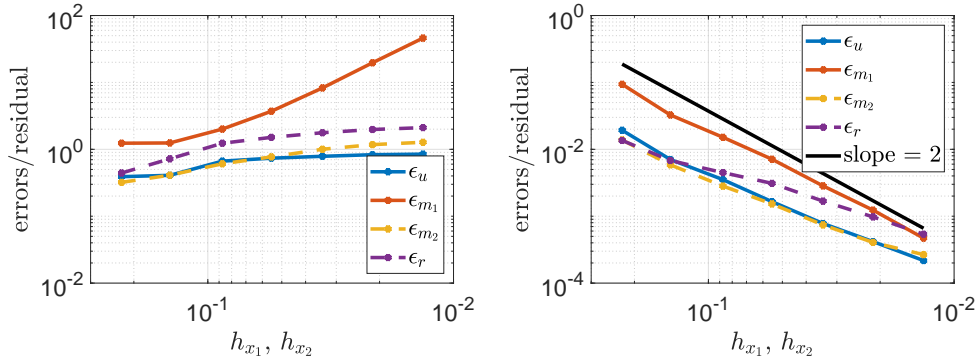 10^2
10^0
10^{-2}
errors/residual
10^{-1}
10^{-2}
h_{x_1}, h_{x_2}
ϵ_u
ϵ_{m_1}
ϵ_{m_2}
ϵ_r
10^0
10^{-2}
10^{-4}
errors/residual
10^{-1}
10^{-2}
h_{x_1}, h_{x_2}
ϵ_u
ϵ_{m_1}
ϵ_{m_2}
ϵ_r
slope = 2